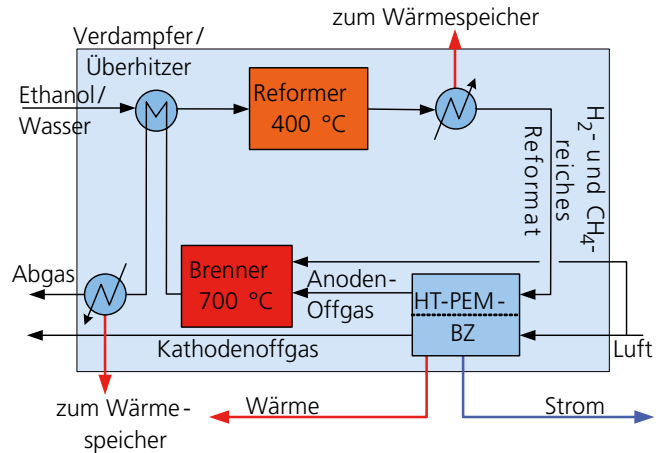 zum Wärmespeicher
Verdampfer/
Überhitzer
Ethanol/
Wasser
Reformer
400 °C
H2- und CH4-
reiches
Reformat
Abgas
Brenner
700 °C
Anoden-
Offgas
HT-PEM-
BZ
Kathodenoffgas
Luft
zum Wärme-
speicher
Wärme
Strom